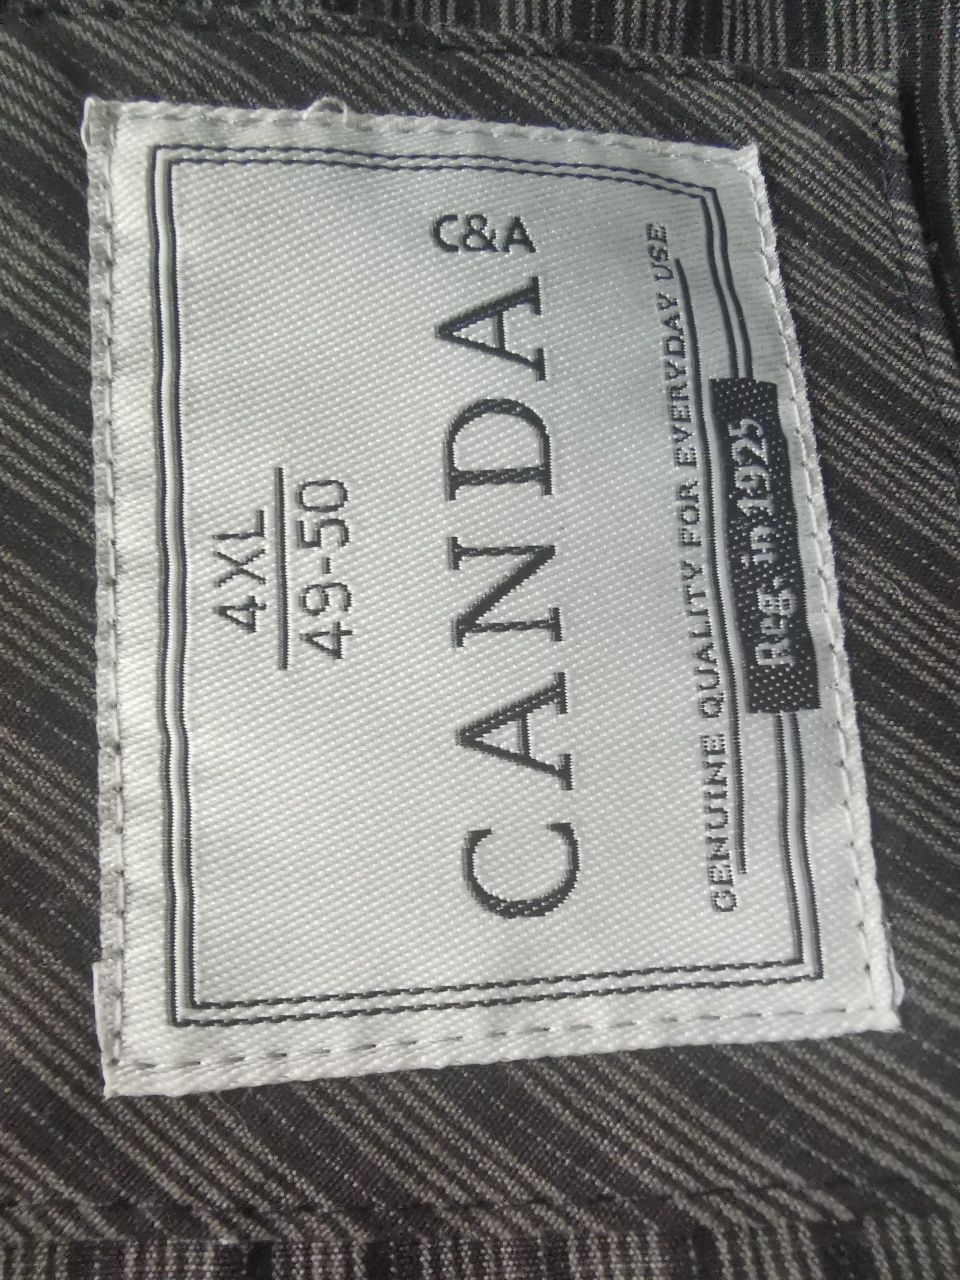 4XL
49-50
CANDA C&A
GENUINE QUALITY FOR EVERYDAY USE
Reg. in 1925